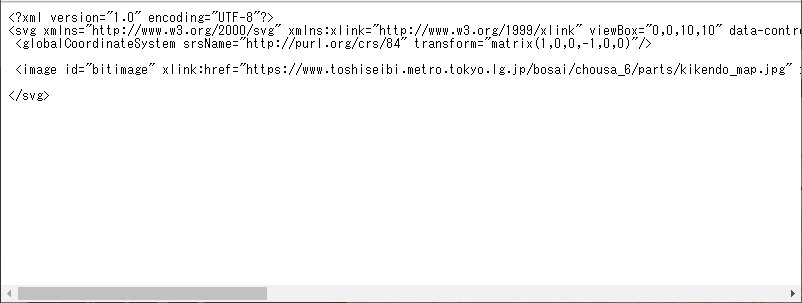 <?xml version="1.0" encoding="UTF-8"?>
<svg xmlns="http://www.w3.org/2000/svg" xmlns:xlink="http://www.w3.org/1999/xlink" viewBox="0,0,10,10" data-contro
<globalCoordinateSystem srsName="http://purl.org/crs/84" transform="matrix(1,0,0,-1,0,0)"/>
<image id="bitimage" xlink:href="https://www.toshiseibi.metro.tokyo.lg.jp/bosai/chousa_6/parts/kikendo_map.jpg"
</svg>